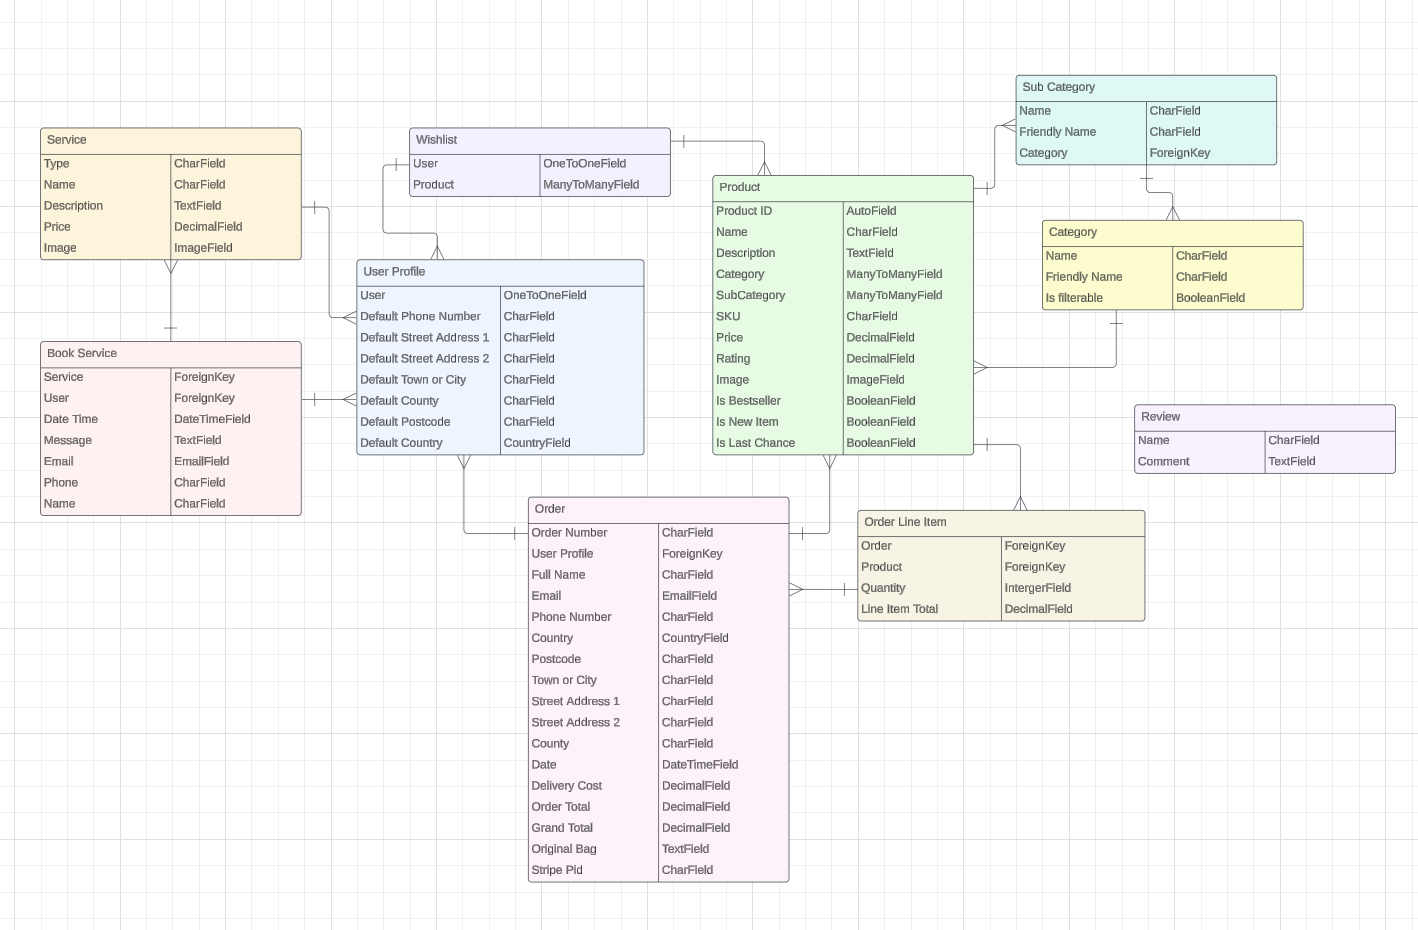 Service
Type CharField
Name CharField
Description TextField
Price DecimalField
Image ImageField
Wishlist
User OneToOneField
Product ManyToManyField
Sub Category
Name CharField
Friendly Name CharField
Category ForeignKey
User Profile
User OneToOneField
Default Phone Number CharField
Default Street Address 1 CharField
Default Street Address 2 CharField
Default Town or City CharField
Default County CharField
Default Postcode CharField
Default Country CountryField
Product
Product ID AutoField
Name CharField
Description TextField
Category ManyToManyField
SubCategory ManyToManyField
SKU CharField
Price DecimalField
Rating DecimalField
Image ImageField
Is Bestseller BooleanField
Is New Item BooleanField
Is Last Chance BooleanField
Category
Name CharField
Friendly Name CharField
Is filterable BooleanField
Book Service
Service ForeignKey
User ForeignKey
Date Time DateTimeField
Message TextField
Email EmailField
Phone CharField
Name CharField
Review
Name CharField
Comment TextField
Order
Order Number CharField
User Profile ForeignKey
Full Name CharField
Email EmailField
Phone Number CharField
Country CountryField
Postcode CharField
Town or City CharField
Street Address 1 CharField
Street Address 2 CharField
County CharField
Date DateTimeField
Delivery Cost DecimalField
Order Total DecimalField
Grand Total DecimalField
Original Bag TextField
Stripe Pid CharField
Order Line Item
Order ForeignKey
Product ForeignKey
Quantity IntergerField
Line Item Total DecimalField